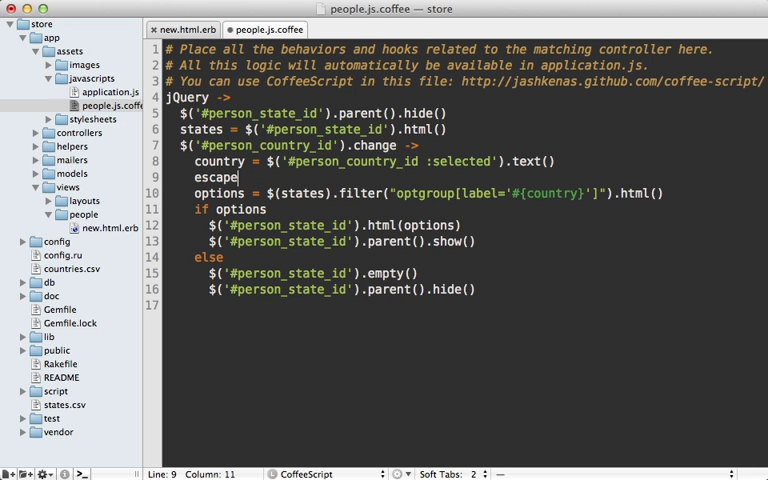 people.js.coffee — store
store
app
assets
images
javascripts
application.js
people.js.coffe
stylesheets
controllers
helpers
mailers
models
views
layouts
people
new.html.erb
config
config.ru
countries.csv
db
doc
Gemfile
Gemfile.lock
lib
public
Rakefile
README
script
states.csv
test
vendor
new.html.erb
people.js.coffee
1 # Place all the behaviors and hooks related to the matching controller here.
2 # All this logic will automatically be available in application.js.
3 # You can use CoffeeScript in this file: http://jashkenas.github.com/coffee-script/
4 jQuery ->
5 $('#person_state_id').parent().hide()
6 states = $('#person_state_id').html()
7 $('#person_country_id').change ->
8 country = $('#person_country_id :selected').text()
9 escape
10 options = $(states).filter("optgroup[label='#{country}']").html()
11 if options
12 $('#person_state_id').html(options)
13 $('#person_state_id').parent().show()
14 else
15 $('#person_state_id').empty()
16 $('#person_state_id').parent().hide()
17
Line: 9 Column: 11 L CoffeeScript Soft Tabs: 2 —